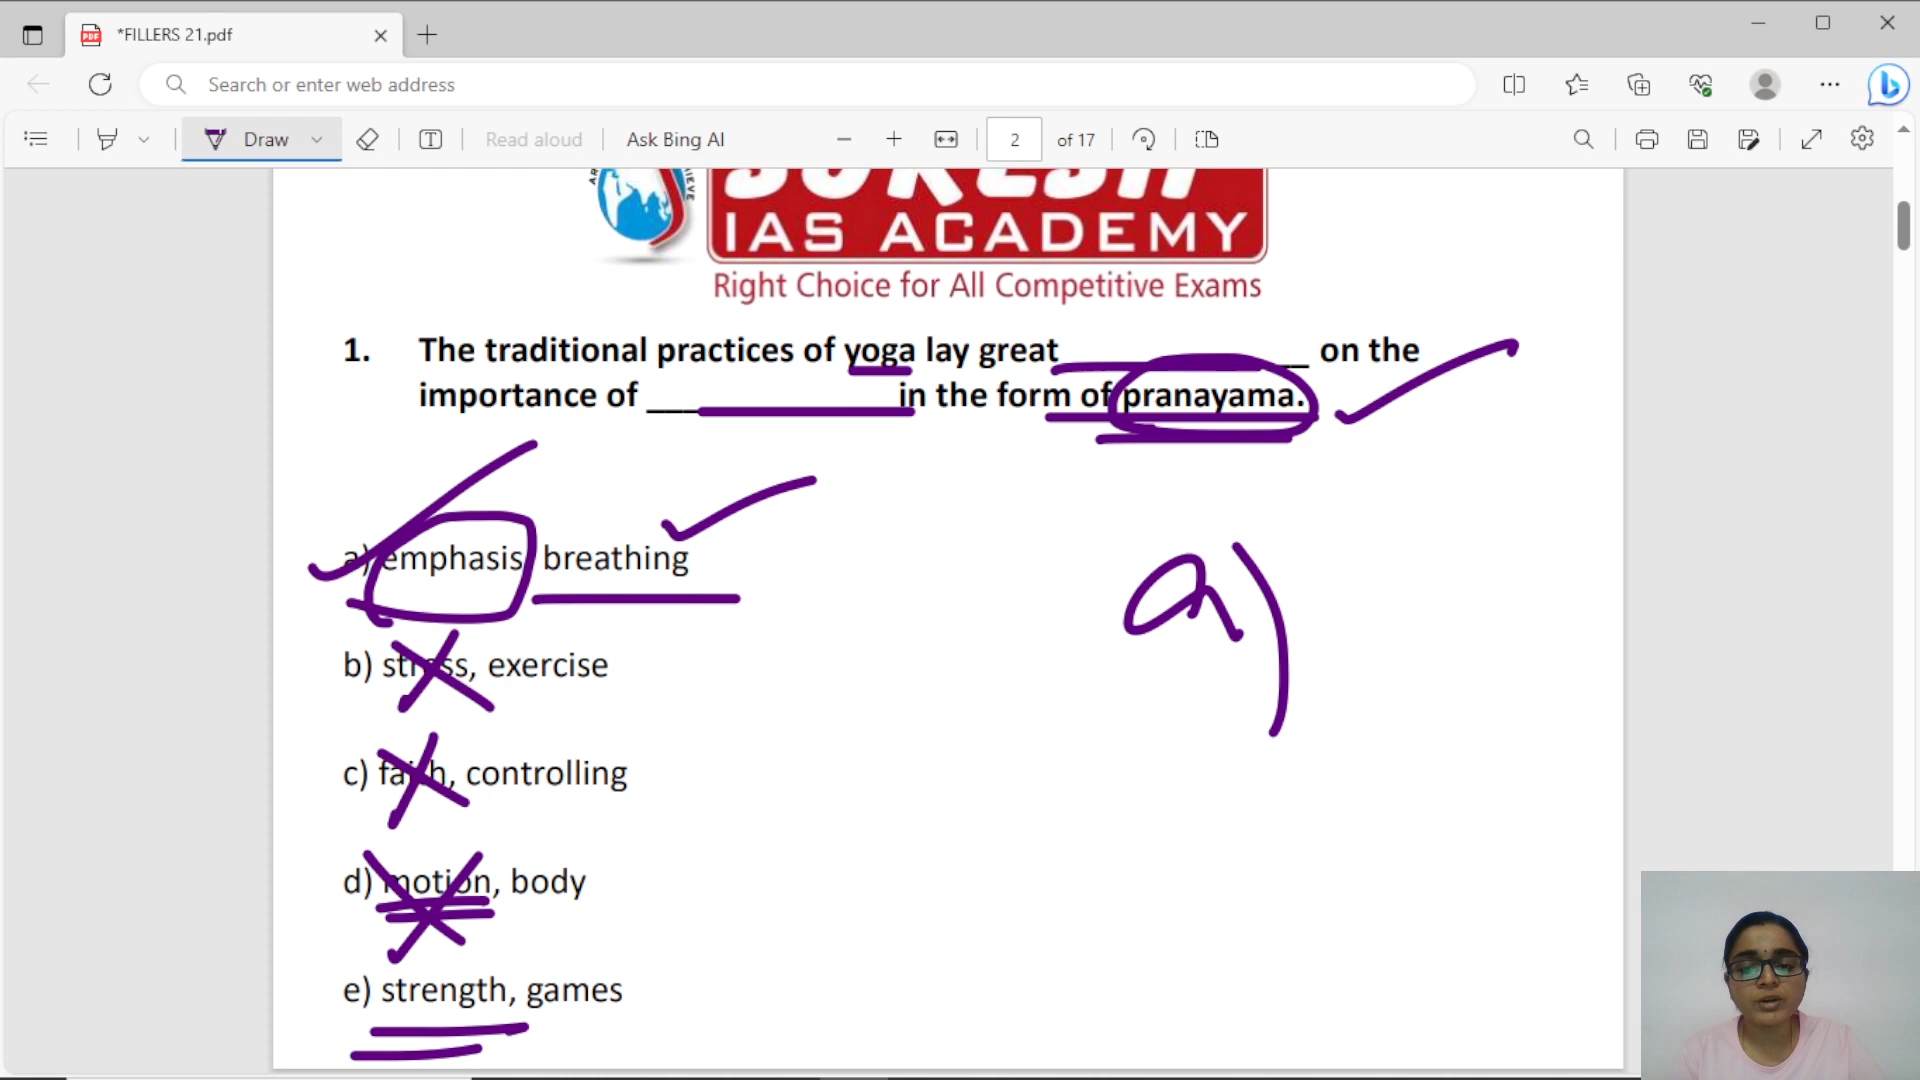 *FILLERS 21.pdf
Search or enter web address
Draw
Read aloud
Ask Bing AI
2 of 17
IAS ACADEMY
Right Choice for All Competitive Exams
1. The traditional practices of yoga lay great ____ on the
importance of ____ in the form of pranayama.
a) emphasis, breathing
a)
b) stress, exercise
c) faith, controlling
d) motion, body
e) strength, games